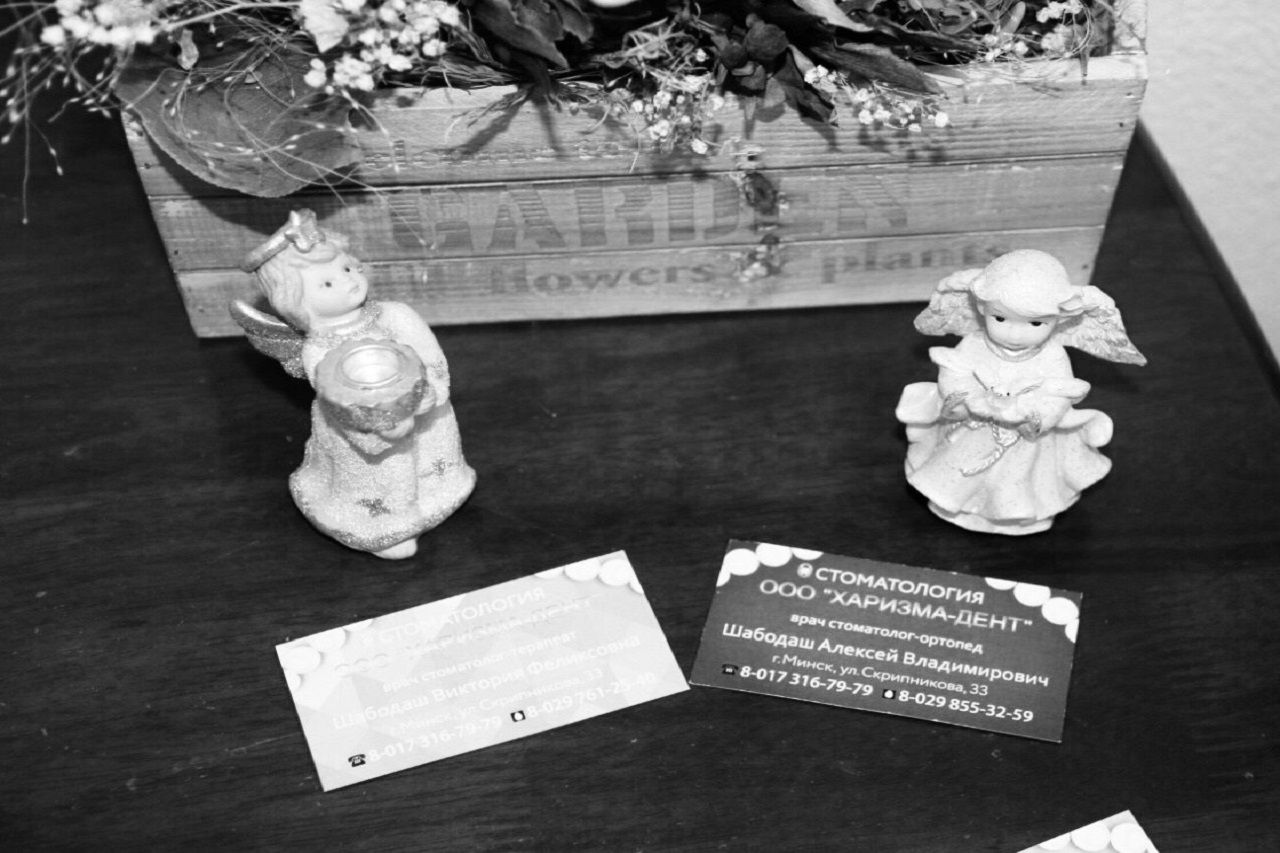 GARDEN
flowers & plants
СТОМАТОЛОГИЯ
врач стоматолог-терапевт
Шабодаш Виктория Феликсовна
г.Минск, ул. Скрипникова, 33
8-017 316-79-79 8-029 761-25-40
СТОМАТОЛОГИЯ
ООО "ХАРИЗМА-ДЕНТ"
врач стоматолог-ортопед
Шабодаш Алексей Владимирович
г.Минск, ул.Скрипникова, 33
8-017 316-79-79 8-029 855-32-59